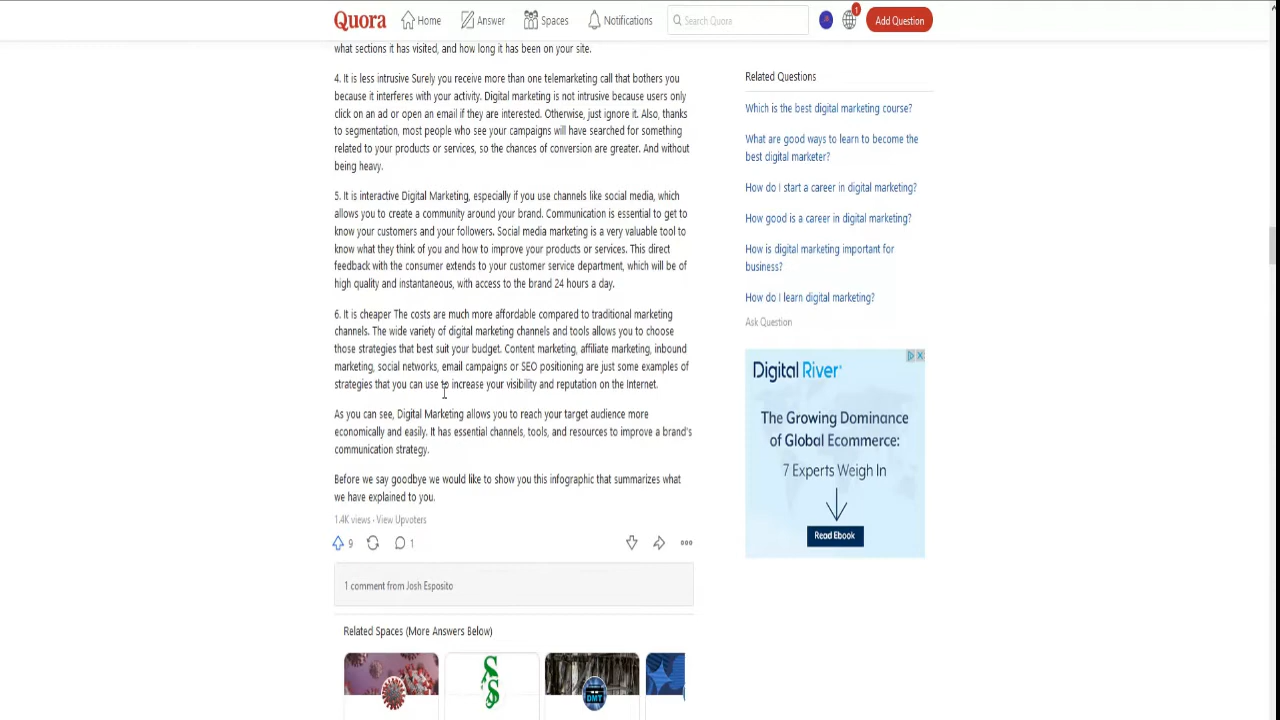 Quora
Home
Answer
Spaces
Notifications
Search Quora
1
Add Question
what sections it has visited, and how long it has been on your site.
4. It is less intrusive Surely you receive more than one telemarketing call that bothers you
because it interferes with your activity. Digital marketing is not intrusive because users only
click on an ad or open an email if they are interested. Otherwise, just ignore it. Also, thanks
to segmentation, most people who see your campaigns will have searched for something
related to your products or services, so the chances of conversion are greater. And without
being heavy.
5. It is interactive Digital Marketing, especially if you use channels like social media, which
allows you to create a community around your brand. Communication is essential to get to
know your customers and your followers. Social media marketing is a very valuable tool to
know what they think of you and how to improve your products or services. This direct
feedback with the consumer extends to your customer service department, which will be of
high quality and instantaneous, with access to the brand 24 hours a day.
6. It is cheaper The costs are much more affordable compared to traditional marketing
channels. The wide variety of digital marketing channels and tools allows you to choose
those strategies that best suit your budget. Content marketing, affiliate marketing, inbound
marketing, social networks, email campaigns or SEO positioning are just some examples of
strategies that you can use to increase your visibility and reputation on the Internet.
As you can see, Digital Marketing allows you to reach your target audience more
economically and easily. It has essential channels, tools, and resources to improve a brand's
communication strategy.
Before we say goodbye we would like to show you this infographic that summarizes what
we have explained to you.
1.4K views · View Upvoters
9
1
1 comment from Josh Esposito
Related Spaces (More Answers Below)
S
S
DMT
Related Questions
Which is the best digital marketing course?
What are good ways to learn to become the
best digital marketer?
How do I start a career in digital marketing?
How good is a career in digital marketing?
How is digital marketing important for
business?
How do I learn digital marketing?
Ask Question
Digital River
The Growing Dominance
of Global Ecommerce:
7 Experts Weigh In
Read Ebook